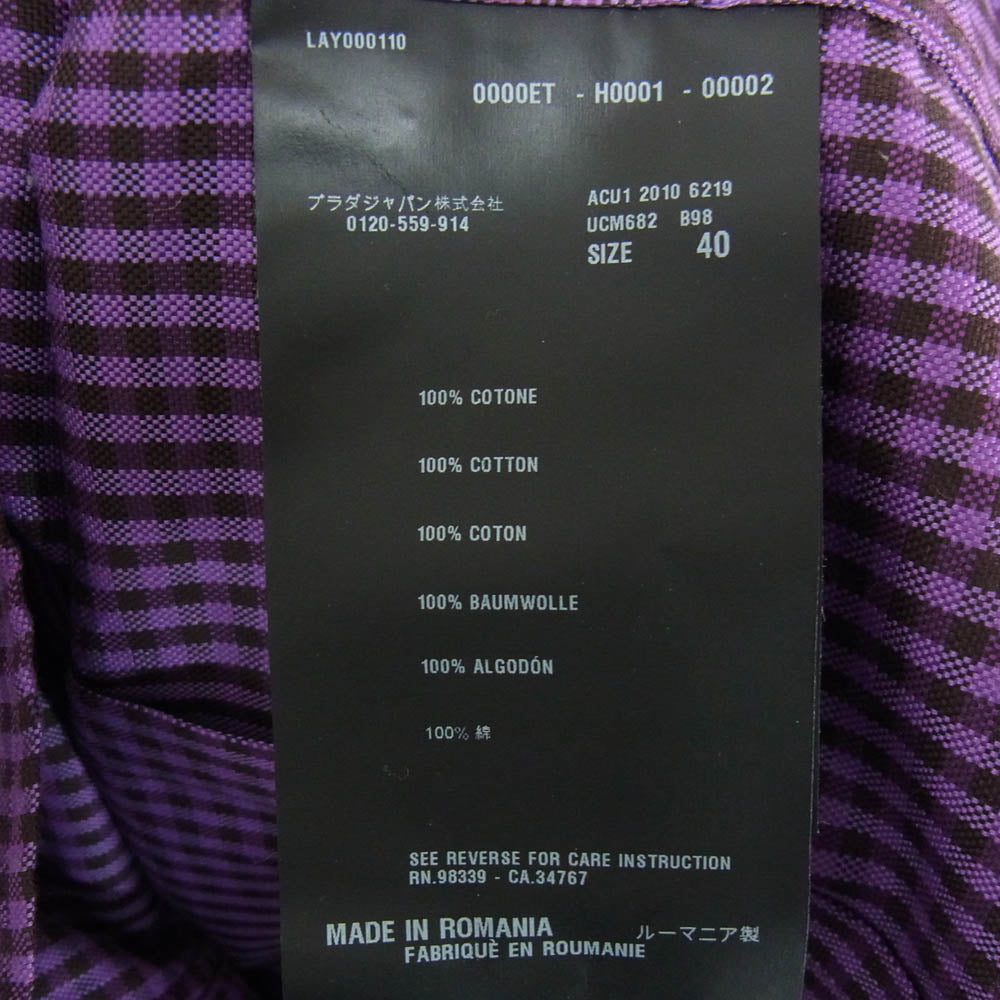 LAY000110
0000ET - H0001 - 00002
プラダジャパン株式会社
0120-559-914
ACU1 2010 6219
UCM682 B98
SIZE 40
100% COTONE
100% COTTON
100% COTON
100% BAUMWOLLE
100% ALGODÓN
100% 綿
SEE REVERSE FOR CARE INSTRUCTION
RN.98339 - CA.34767
MADE IN ROMANIA ルーマニア製
FABRIQUÈ EN ROUMANIE